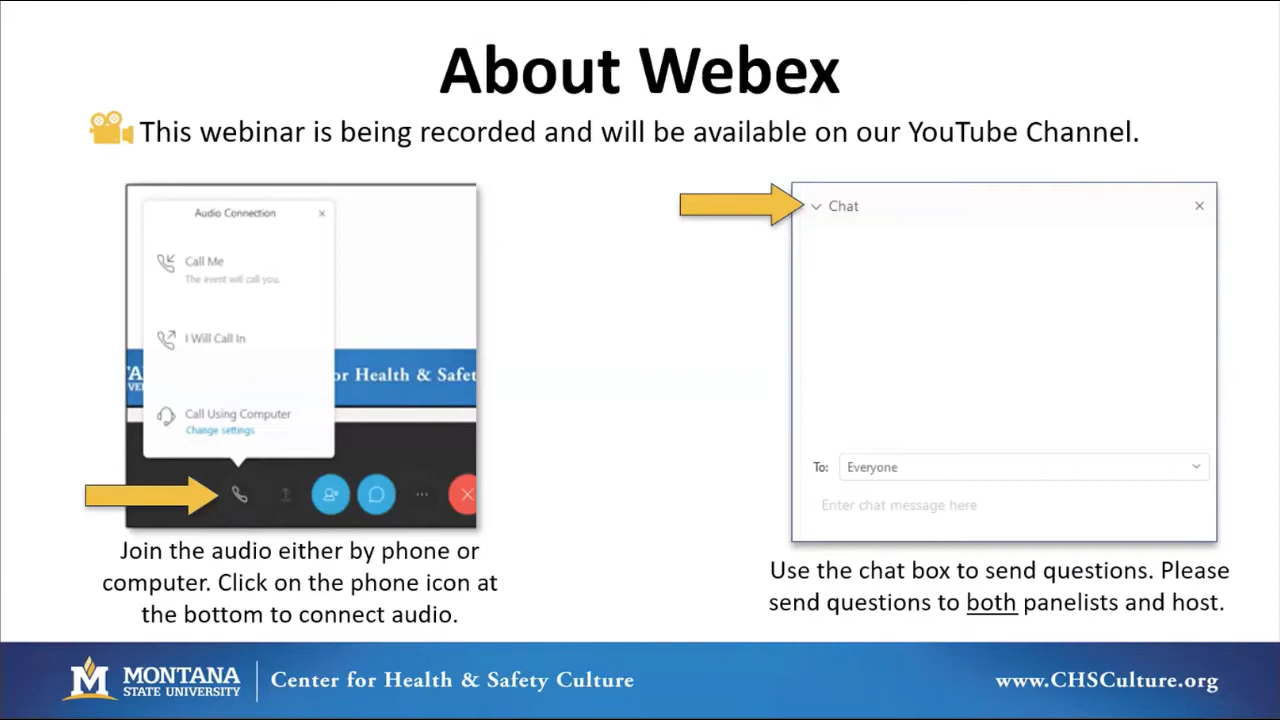 About Webex
This webinar is being recorded and will be available on our YouTube Channel.
Audio Connection
Call Me
The event will call you.
I Will Call In
or Health & Safet
Call Using Computer
Change settings
Join the audio either by phone or
computer. Click on the phone icon at
the bottom to connect audio.
Chat
To: Everyone
Enter chat message here
Use the chat box to send questions. Please
send questions to both panelists and host.
MONTANA
STATE UNIVERSITY
Center for Health & Safety Culture
www.CHSCulture.org